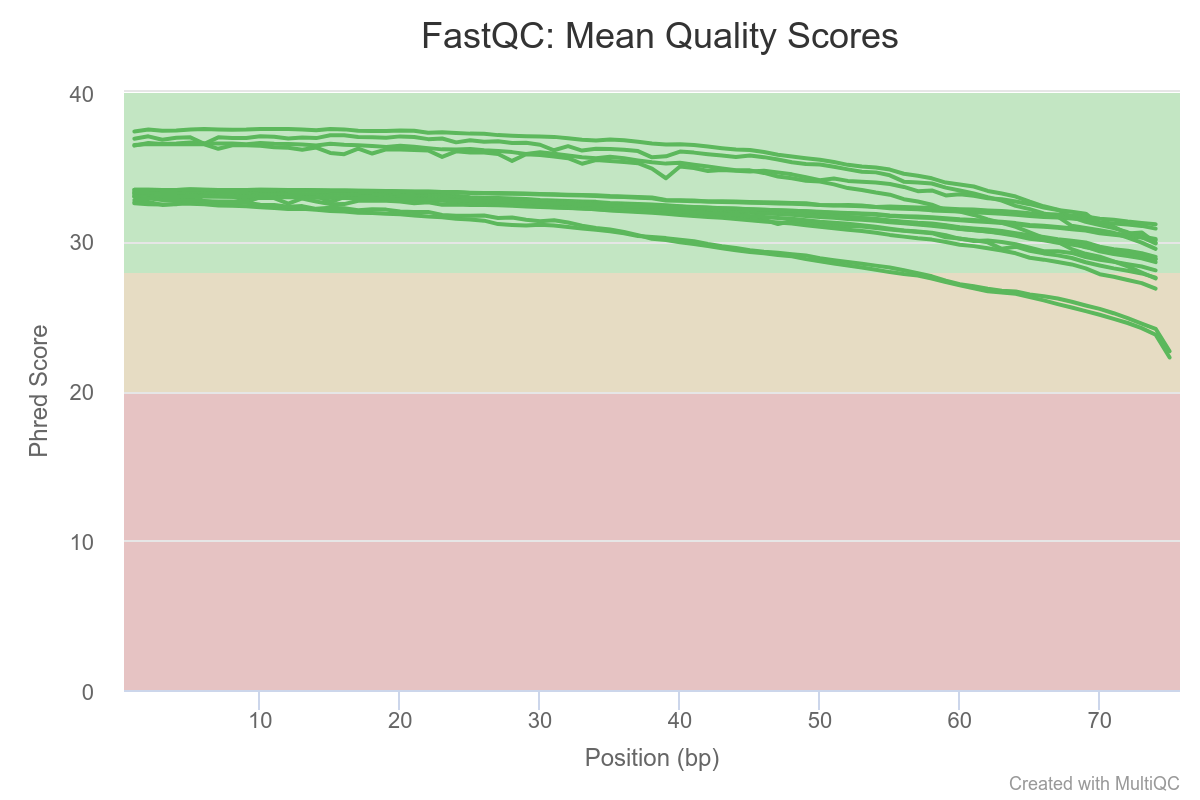 FastQC: Mean Quality Scores
40
30
20
10
0
Phred Score
10 20 30 40 50 60 70
Position (bp)
Created with MultiQC